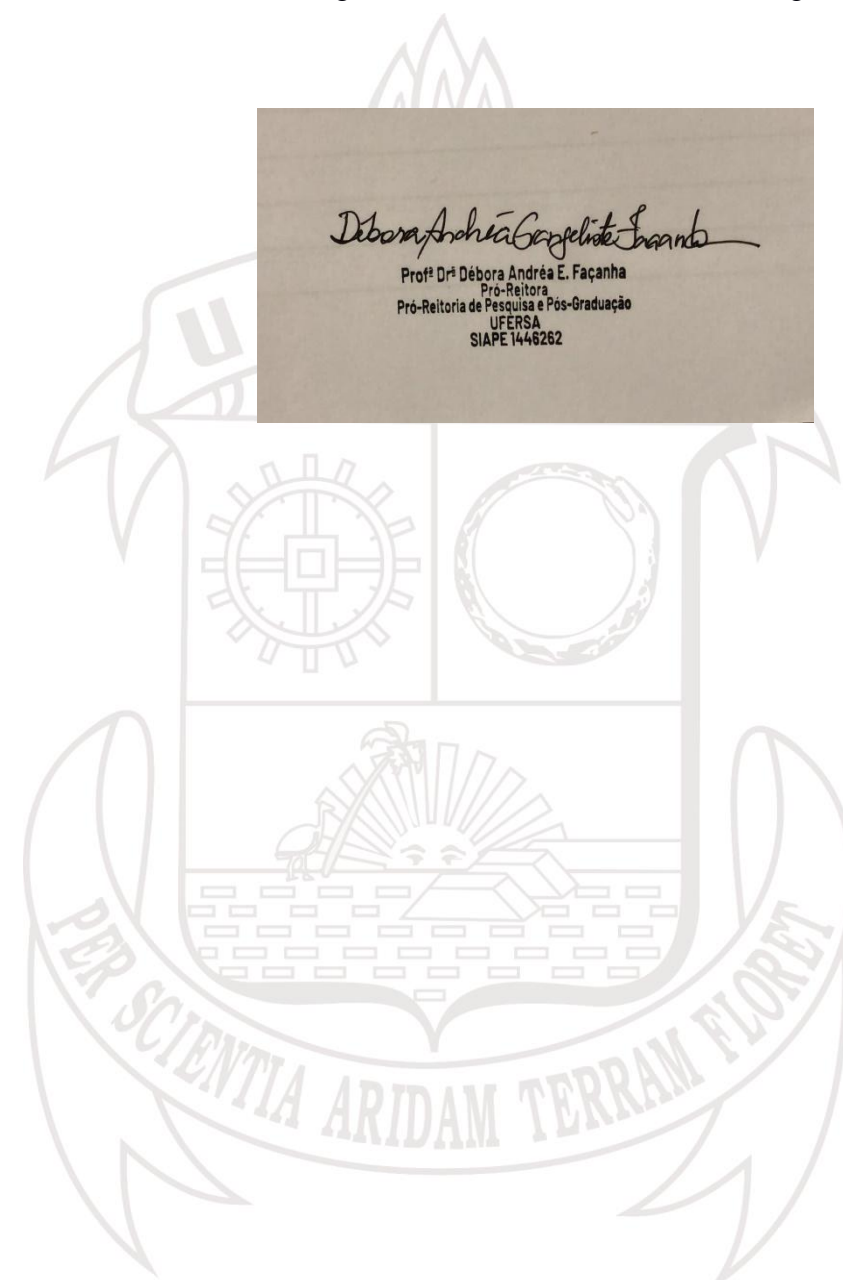 Débora Andréa Evangelista Façanha
Profª Drª Débora Andréa E. Façanha
Pró-Reitora
Pró-Reitoria de Pesquisa e Pós-Graduação
UFERSA
SIAPE 1446262
U
PER SCIENTIA ARIDAM TERRAM FLORET